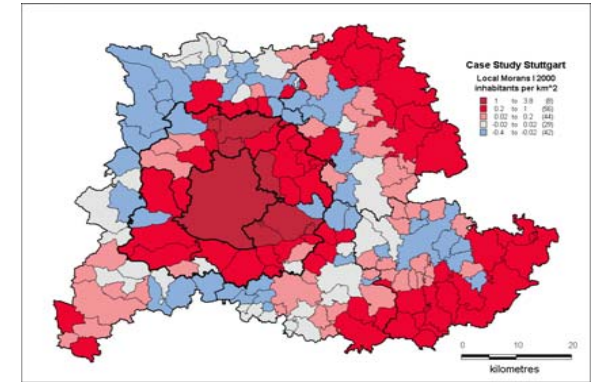 Case Study Stuttgart
Local Morans I 2000
inhabitants per km^2
1 to 3.9 (8)
0.2 to 1 (56)
0.02 to 0.2 (44)
-0.02 to 0.02 (29)
-0.4 to -0.02 (42)
0 10 20
kilometres